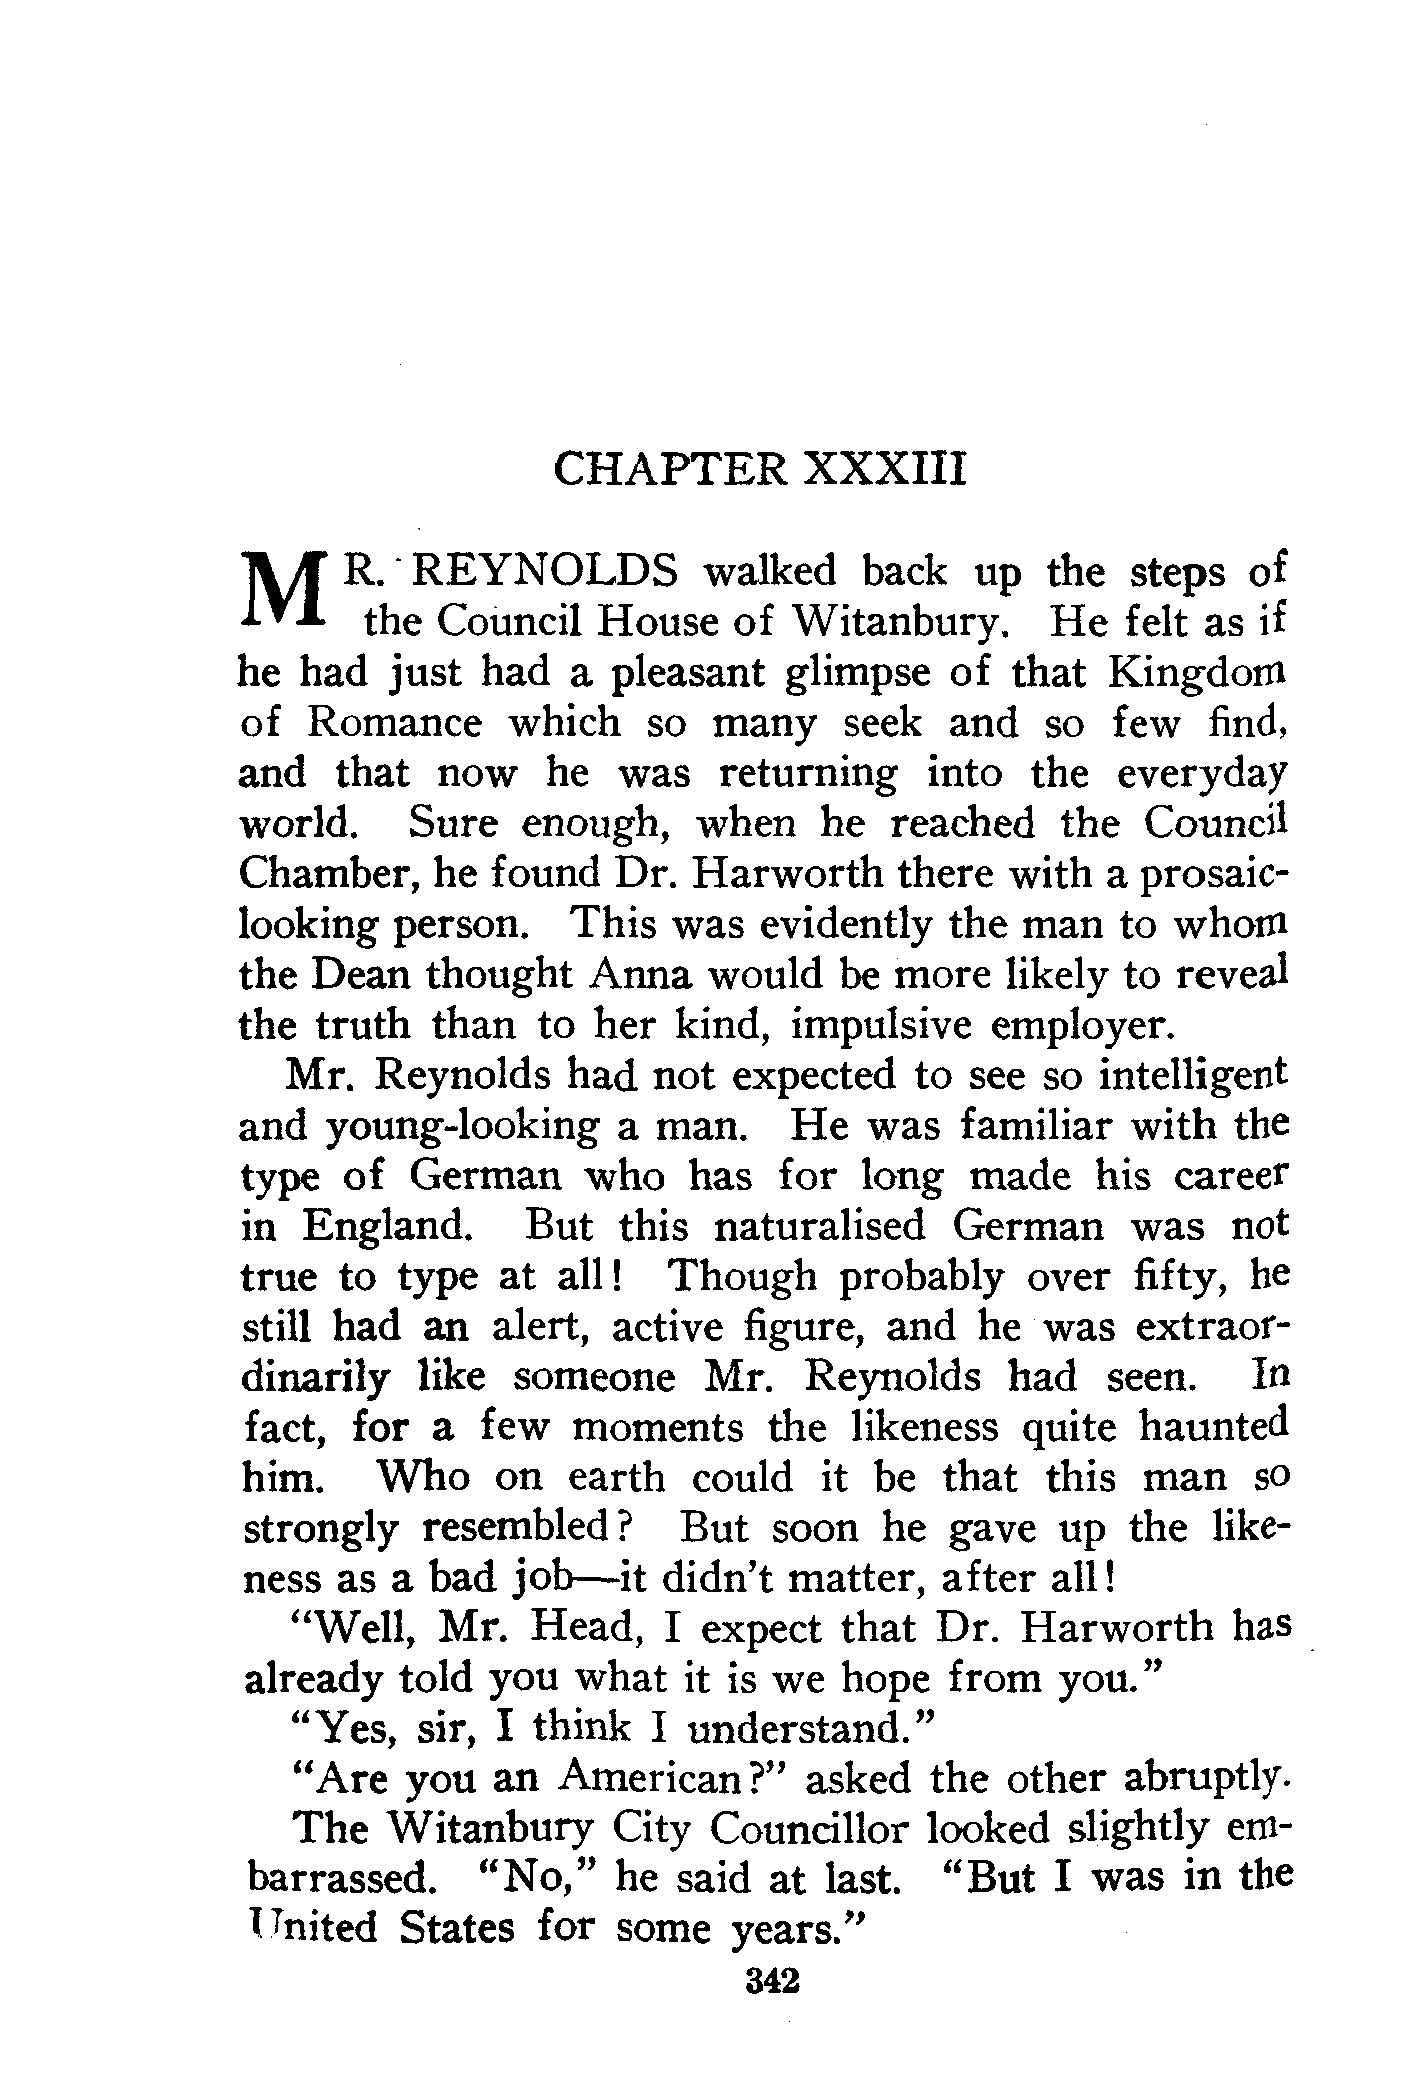 CHAPTER XXXIII
MR. REYNOLDS walked back up the steps of
the Council House of Witanbury. He felt as if
he had just had a pleasant glimpse of that Kingdom
of Romance which so many seek and so few find,
and that now he was returning into the everyday
world. Sure enough, when he reached the Council
Chamber, he found Dr. Harworth there with a prosaic-
looking person. This was evidently the man to whom
the Dean thought Anna would be more likely to reveal
the truth than to her kind, impulsive employer.
Mr. Reynolds had not expected to see so intelligent
and young-looking a man. He was familiar with the
type of German who has for long made his career
in England. But this naturalised German was not
true to type at all! Though probably over fifty, he
still had an alert, active figure, and he was extraor-
dinarily like someone Mr. Reynolds had seen. In
fact, for a few moments the likeness quite haunted
him. Who on earth could it be that this man so
strongly resembled? But soon he gave up the like-
ness as a bad job—it didn't matter, after all!
"Well, Mr. Head, I expect that Dr. Harworth has
already told you what it is we hope from you."
"Yes, sir, I think I understand."
"Are you an American?" asked the other abruptly.
The Witanbury City Councillor looked slightly em-
barrassed. "No," he said at last. "But I was in the
United States for some years."
342